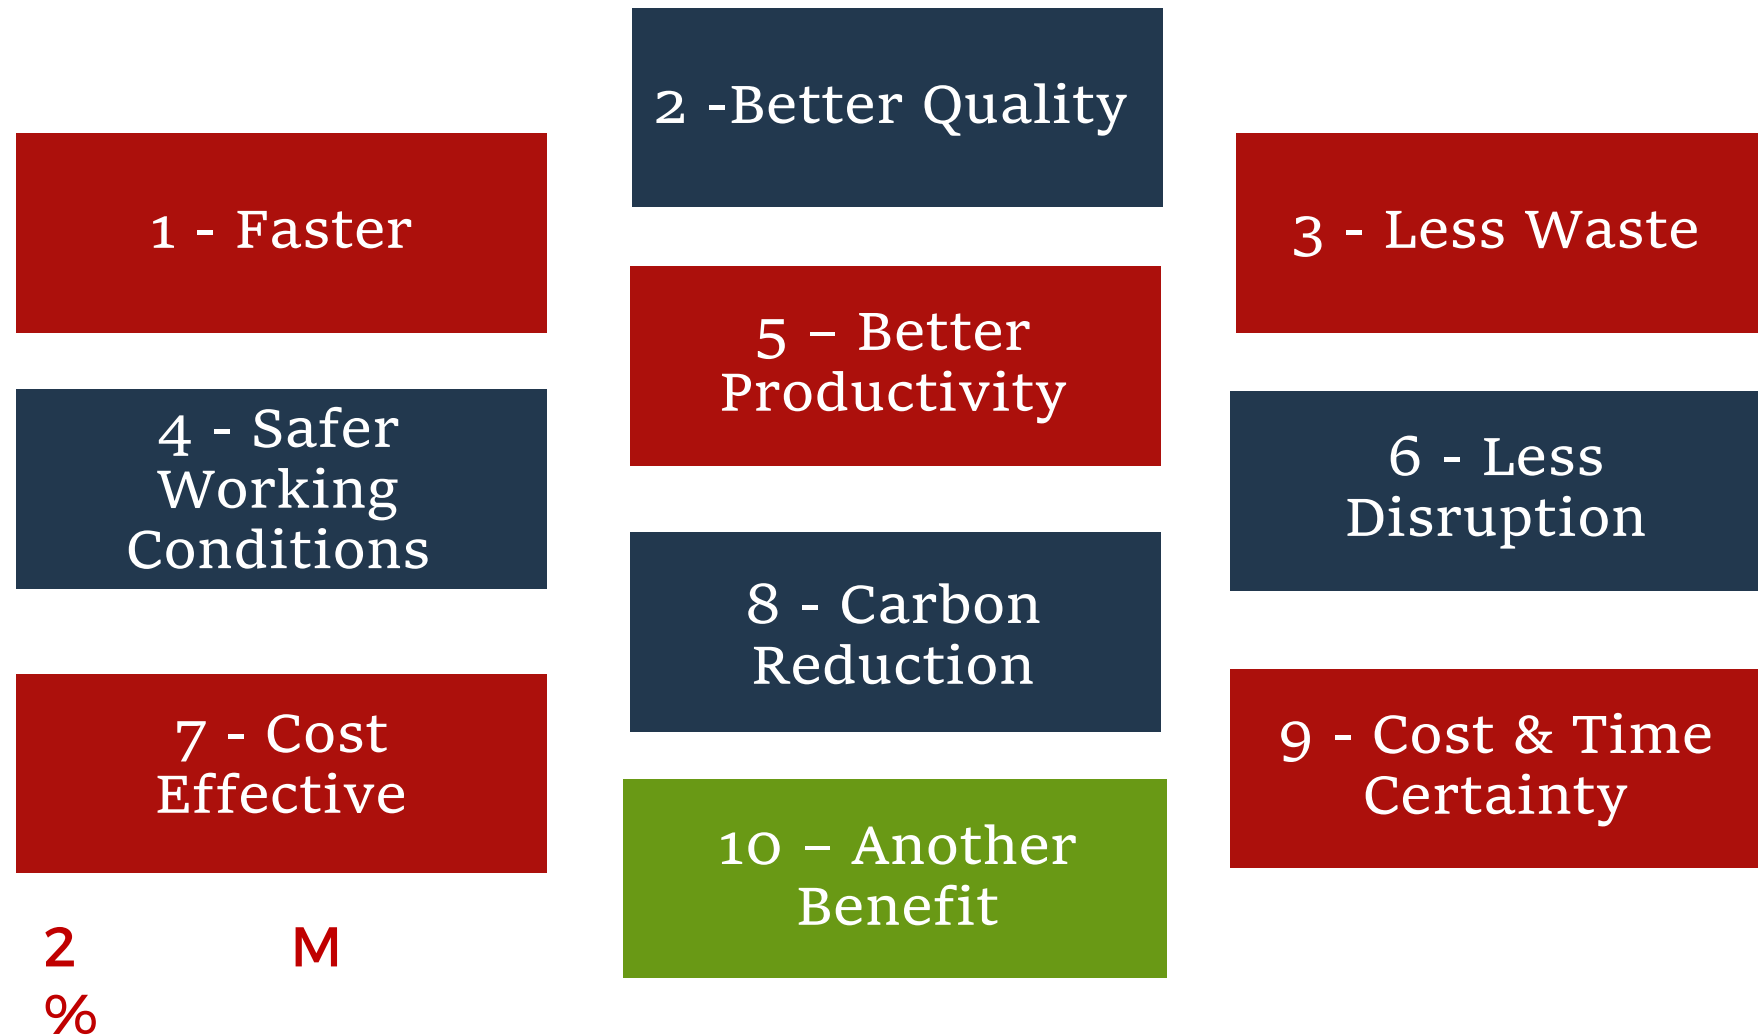 1 - Faster
2 -Better Quality
3 - Less Waste
4 - Safer
Working
Conditions
5 – Better
Productivity
6 - Less
Disruption
7 - Cost
Effective
8 - Carbon
Reduction
9 - Cost & Time
Certainty
10 – Another
Benefit
2 M
%